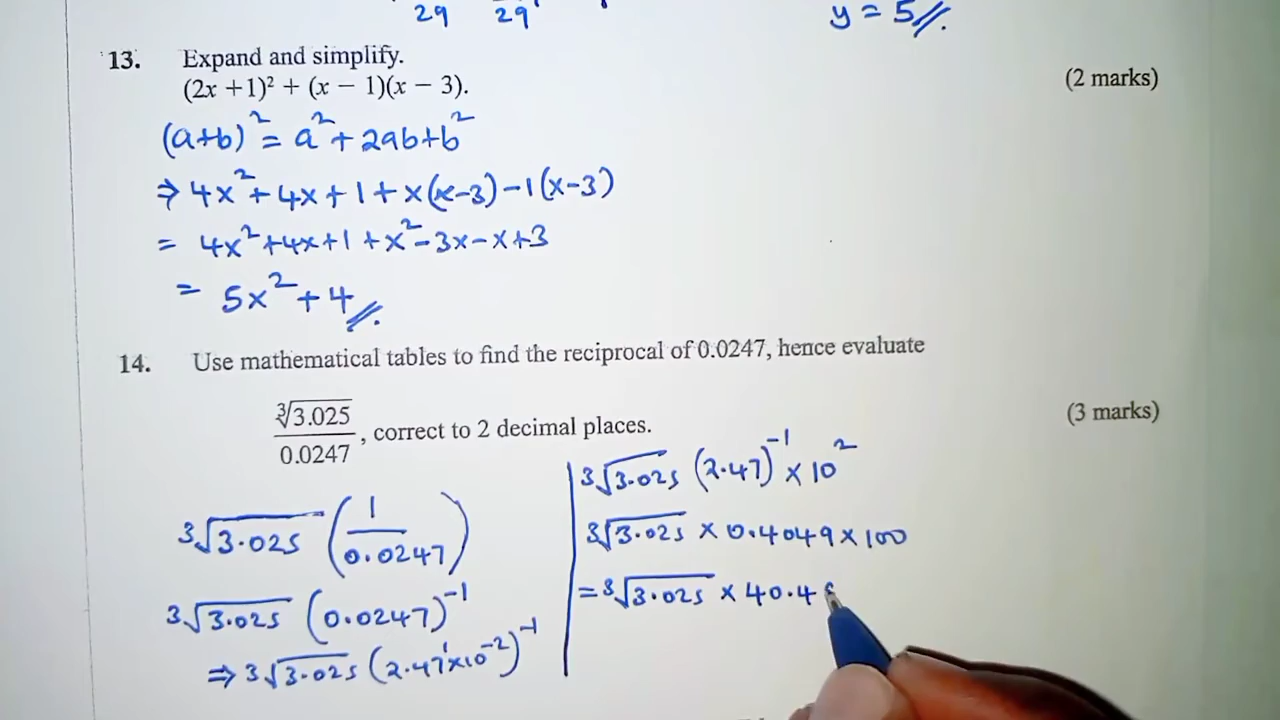 29 29
y = 5//.
13. Expand and simplify.
(2x +1)² + (x − 1)(x − 3). (2 marks)
(a+b)² = a² + 2ab+b²
⇒ 4x² + 4x + 1 + x(x−3) −1(x−3)
= 4x² +4x+1 + x² −3x − x +3
= 5x² + 4//.
14. Use mathematical tables to find the reciprocal of 0.0247, hence evaluate
∛3.025 / 0.0247 , correct to 2 decimal places. (3 marks)
∛3.025 (1/0.0247)
∛3.025 (0.0247)⁻¹
⇒ ∛3.025 (2.47 × 10⁻²)⁻¹
∛3.025 (2.47)⁻¹ × 10²
∛3.025 × 0.4049 × 100
= ∛3.025 × 40.4